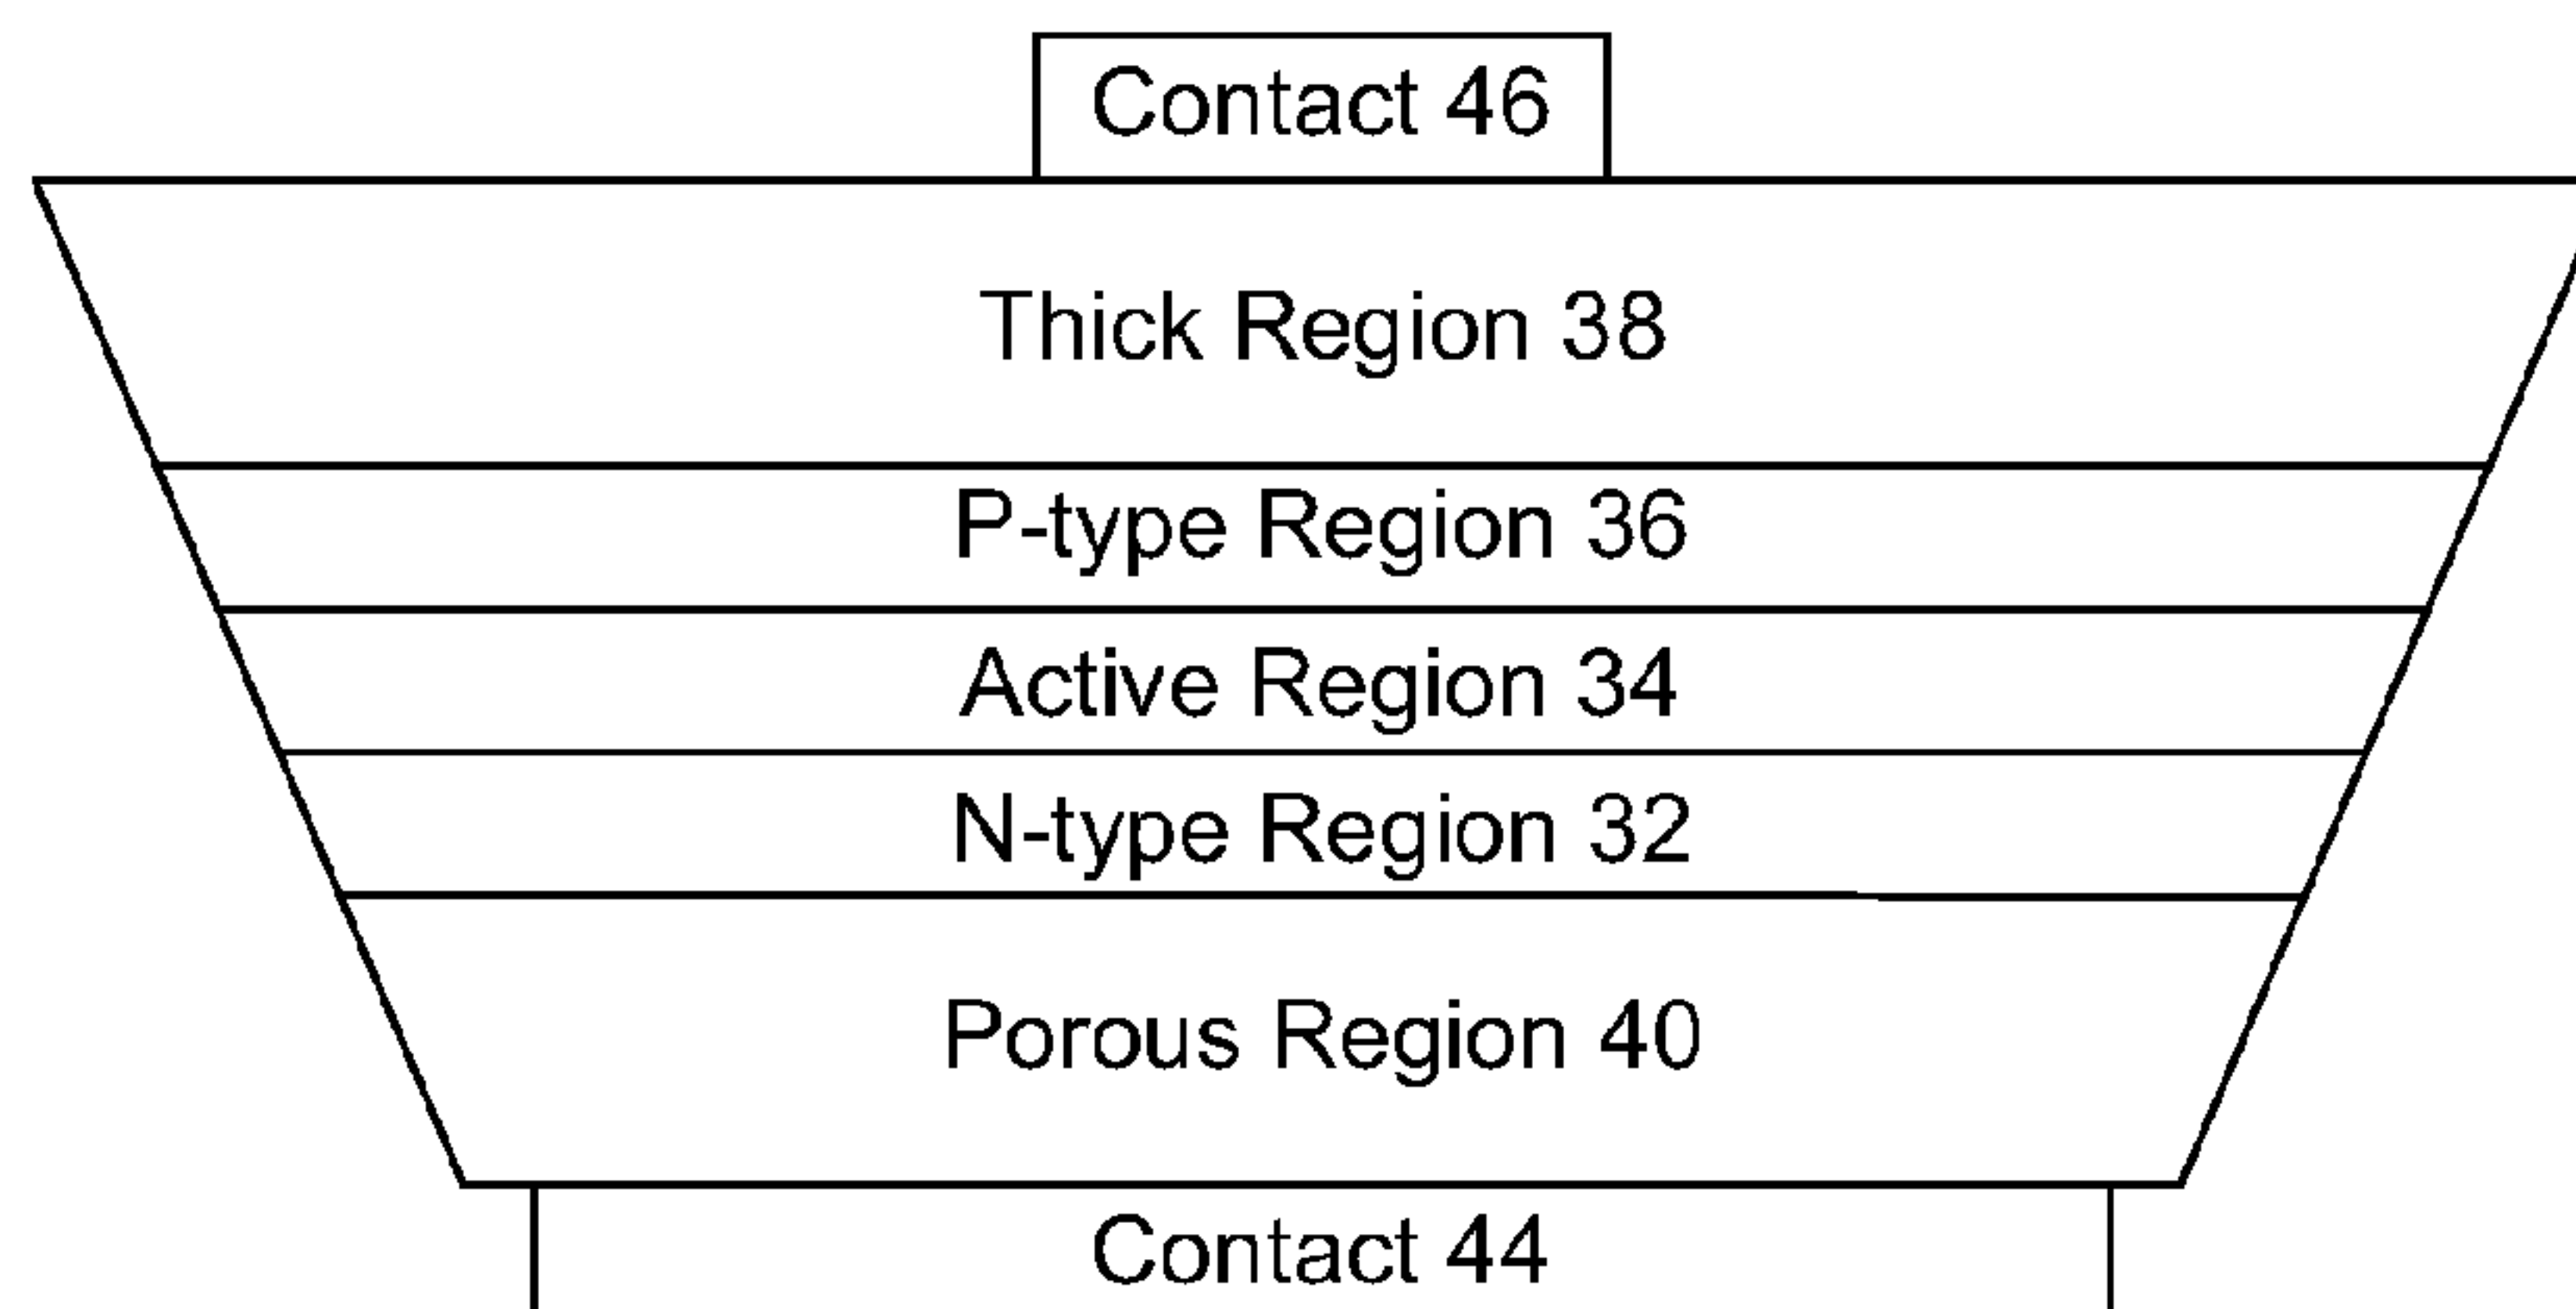 Contact 46
Thick Region 38
P-type Region 36
Active Region 34
N-type Region 32
Porous Region 40
Contact 44